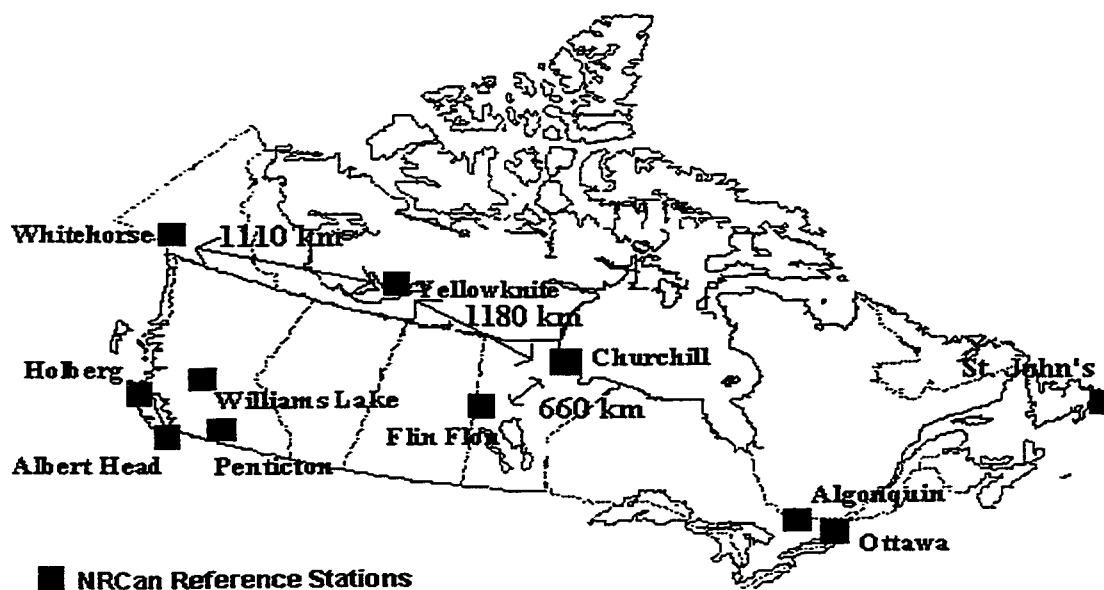 Whitehorse
1110 km
Yellowknife
1180 km
Churchill
St. John's
Holberg
Williams Lake
660 km
Flin Flon
Albert Head
Penticton
Algonquin
Ottawa
NRCan Reference Stations